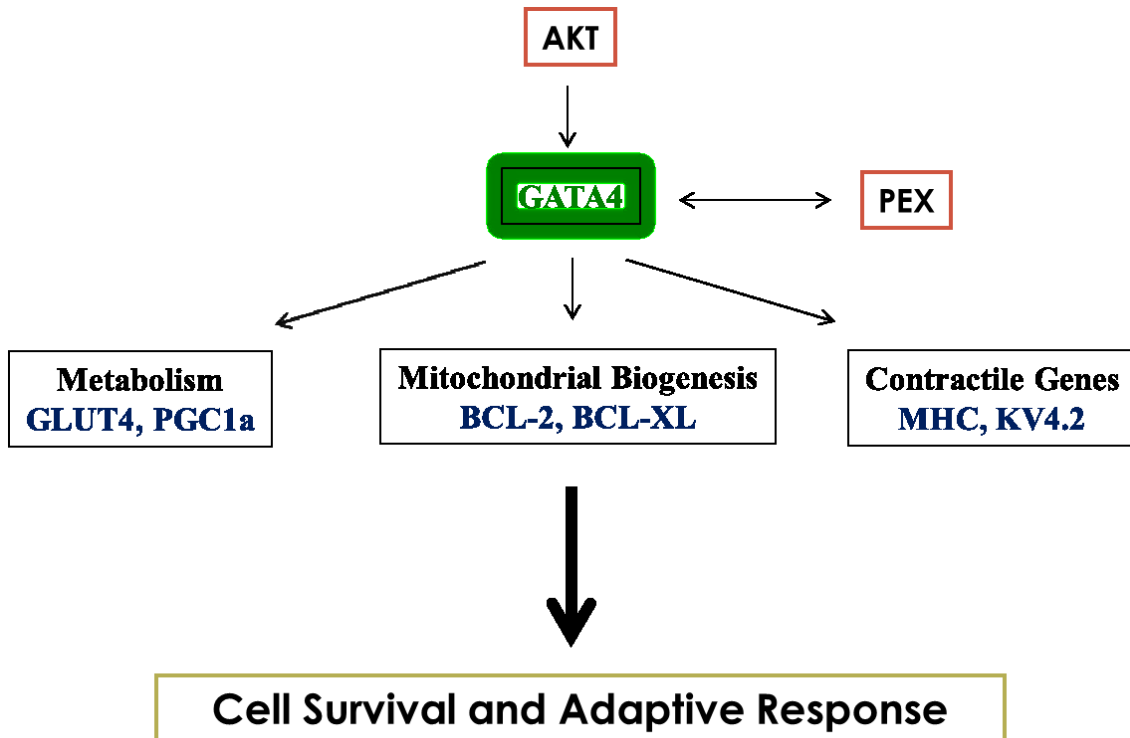 AKT
GATA4
PEX
Metabolism
GLUT4, PGC1a
Mitochondrial Biogenesis
BCL-2, BCL-XL
Contractile Genes
MHC, KV4.2
Cell Survival and Adaptive Response